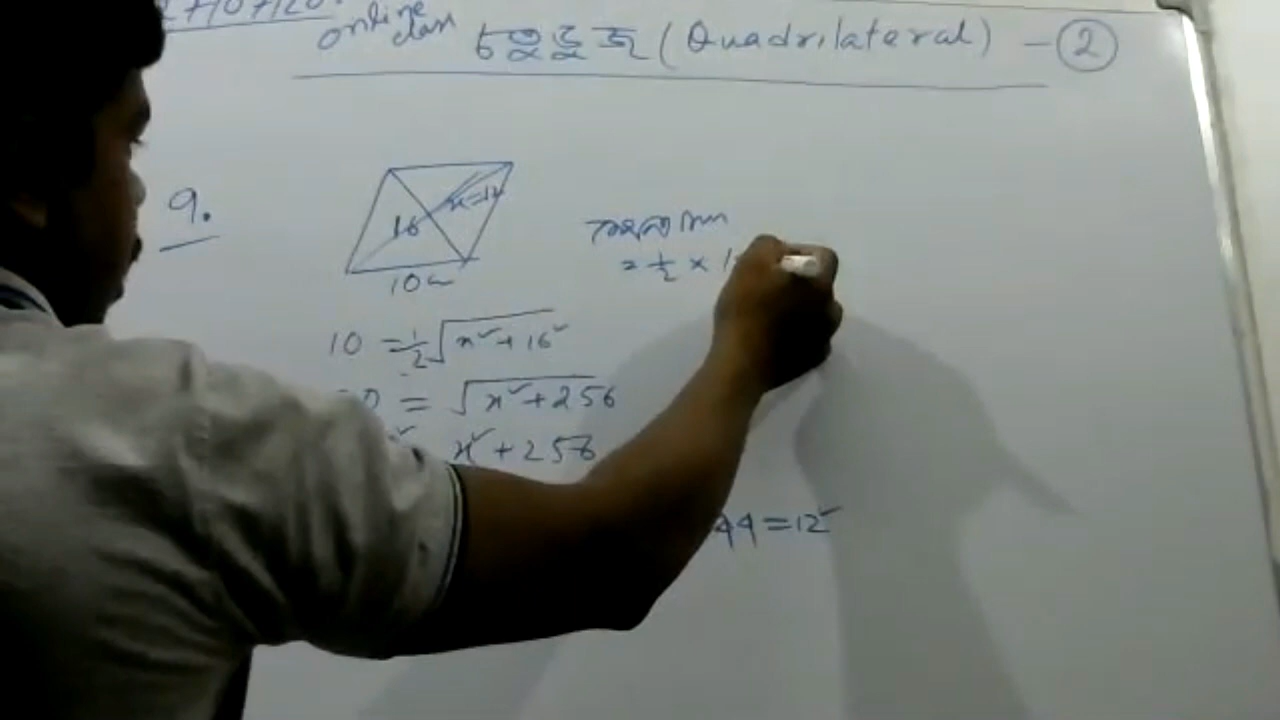 online
class চতুর্ভুজ (Quadrilateral) - 2
9.
16 x=12
10
= 1/2 ×
10 = 1/2 √x² + 16²
= √x² + 256
x² + 256
44 = 12²